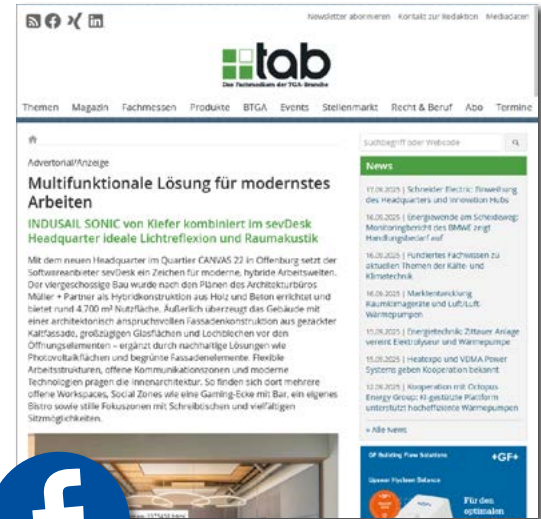 Newsletter abonnieren Kontakt zur Redaktion Mediadaten
tab
Das Fachmedium der TGA-Branche
Themen Magazin Fachmessen Produkte BTGA Events Stellenmarkt Recht & Beruf Abo Termine
Suchbegriff oder Webcode
Advertorial/Anzeige
Multifunktionale Lösung für modernstes
Arbeiten
INDUSAIL SONIC von Kiefer kombiniert im sevDesk
Headquarter ideale Lichtreflexion und Raumakustik
Mit dem neuen Headquarter im Quartier CANVAS 22 in Offenburg setzt der
Softwareanbieter sevDesk ein Zeichen für moderne, hybride Arbeitswelten.
Der viergeschossige Bau wurde nach den Plänen des Architekturbüros
Müller + Partner als Hybridkonstruktion aus Holz und Beton errichtet und
bietet rund 4.700 m² Nutzfläche. Äußerlich überzeugt das Gebäude mit
einer architektonisch anspruchsvollen Fassadenkonstruktion aus gezackter
Kaltfassade, großzügigen Glasflächen und Lochblechen vor den
Öffnungselementen – ergänzt durch nachhaltige Lösungen wie
Photovoltaikflächen und begrünte Fassadenelemente. Flexible
Arbeitsstrukturen, offene Kommunikationszonen und moderne
Technologien prägen die Innenarchitektur. So finden sich dort mehrere
offene Workspaces, Social Zones wie eine Gaming-Ecke mit Bar, ein eigenes
Bistro sowie stille Fokuszonen mit Schreibtischen und vielfältigen
Sitzmöglichkeiten.
News
17.09.2025 | Schneider Electric: Einweihung
des Headquarters und Innovation Hubs
16.09.2025 | Energiewende am Scheideweg:
Monitoringbericht des BMWE zeigt
Handlungsbedarf auf
16.09.2025 | Fundiertes Fachwissen zu
aktuellen Themen der Kälte- und
Klimatechnik
16.09.2025 | Marktentwicklung
Raumklimageräte und Luft/Luft-
Wärmepumpen
15.09.2025 | Energietechnik: Zittauer Anlage
vereint Elektrolyseur und Wärmepumpe
15.09.2025 | Heatexpo und VDMA Power
Systems geben Kooperation bekannt
12.09.2025 | Kooperation mit Octopus
Energy Group: KI-gestützte Plattform
unterstützt hocheffiziente Wärmepumpen
» Alle News
GF Building Flow Solutions
+GF+
Uponor Hycleen Balance
Für den
optimalen